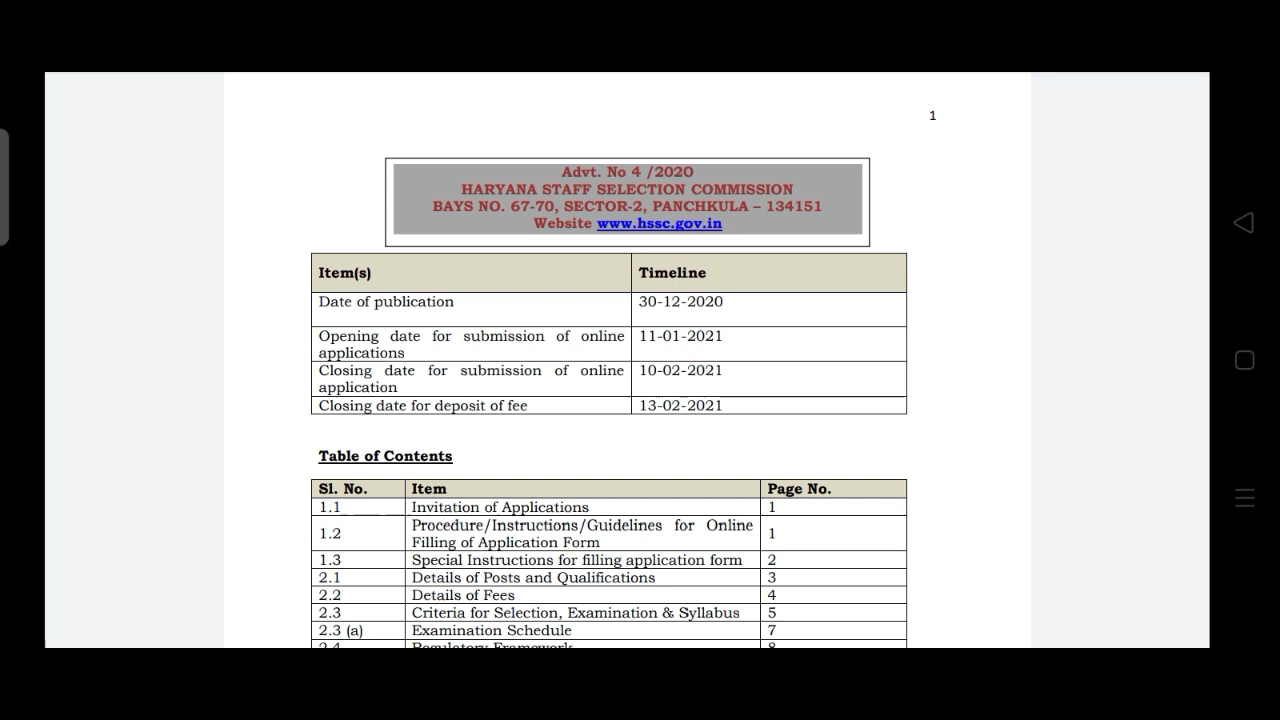 1
Advt. No 4 /2020
HARYANA STAFF SELECTION COMMISSION
BAYS NO. 67-70, SECTOR-2, PANCHKULA – 134151
Website www.hssc.gov.in
Item(s) Timeline
Date of publication 30-12-2020
Opening date for submission of online applications 11-01-2021
Closing date for submission of online application 10-02-2021
Closing date for deposit of fee 13-02-2021
Table of Contents
Sl. No. Item Page No.
1.1 Invitation of Applications 1
1.2 Procedure/Instructions/Guidelines for Online Filling of Application Form 1
1.3 Special Instructions for filling application form 2
2.1 Details of Posts and Qualifications 3
2.2 Details of Fees 4
2.3 Criteria for Selection, Examination & Syllabus 5
2.3 (a) Examination Schedule 7
2.4 Regulatory Framework 8